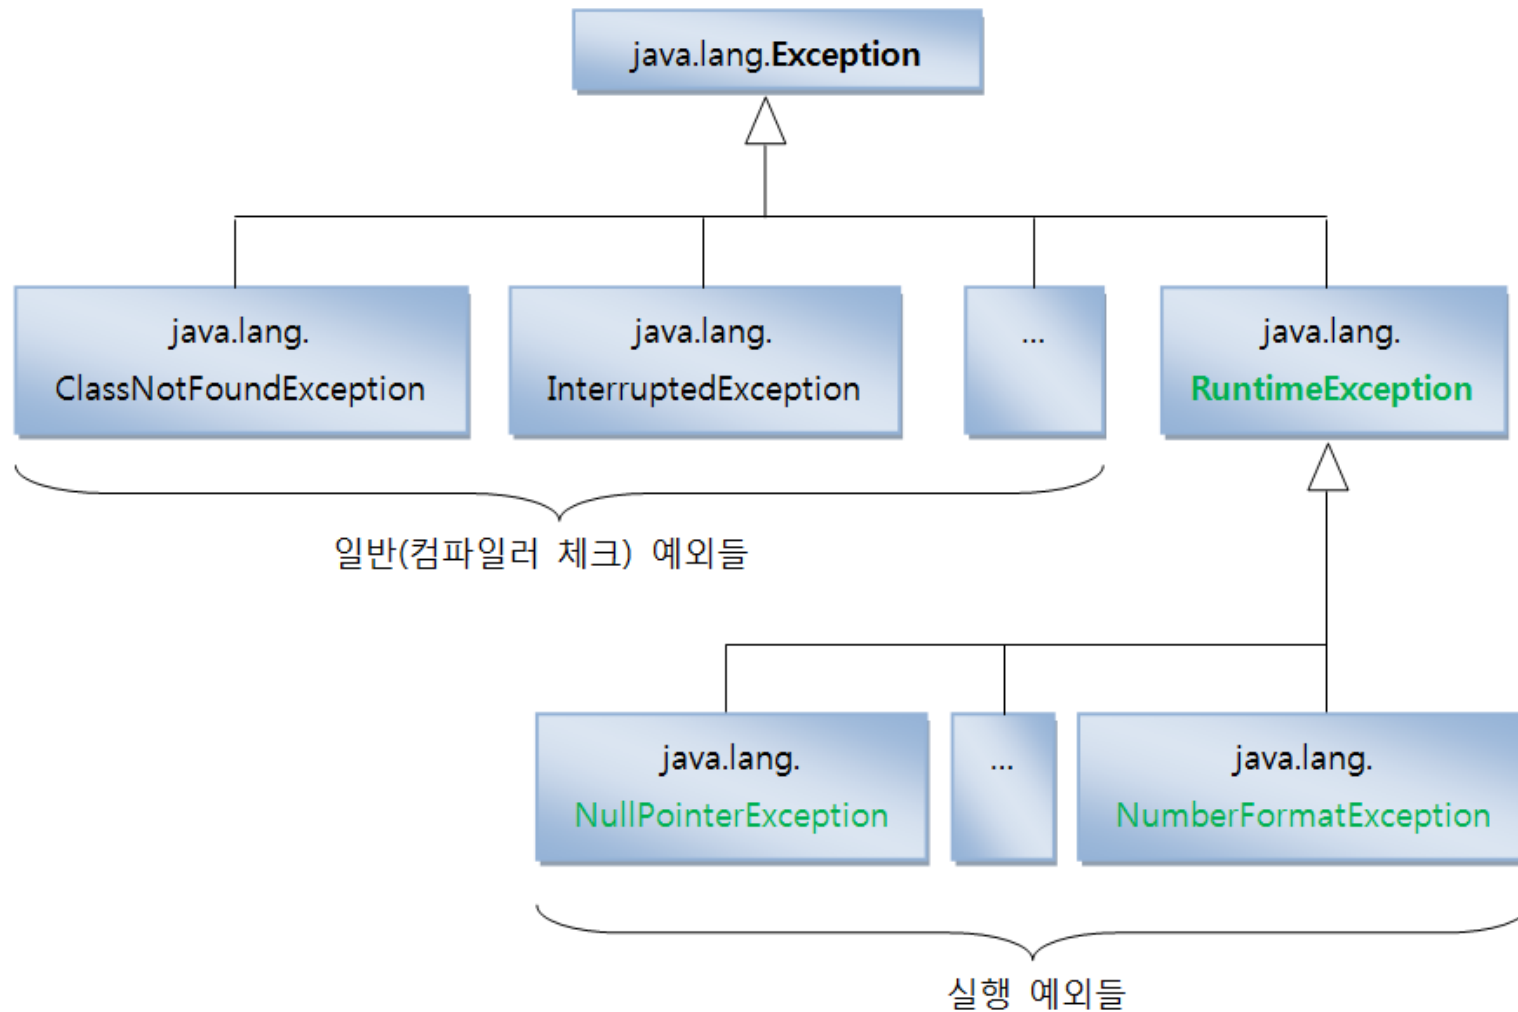 java.lang.Exception
java.lang.
ClassNotFoundException
java.lang.
InterruptedException
...
java.lang.
RuntimeException
일반(컴파일러 체크) 예외들
java.lang.
NullPointerException
...
java.lang.
NumberFormatException
실행 예외들